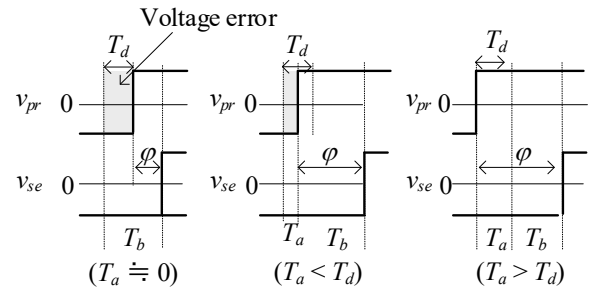 Voltage error
T_d T_d T_d
v_pr 0 v_pr 0 v_pr 0
φ φ φ
v_se 0 v_se 0 v_se 0
T_b T_a T_b T_a T_b
(T_a ≒ 0) (T_a < T_d) (T_a > T_d)